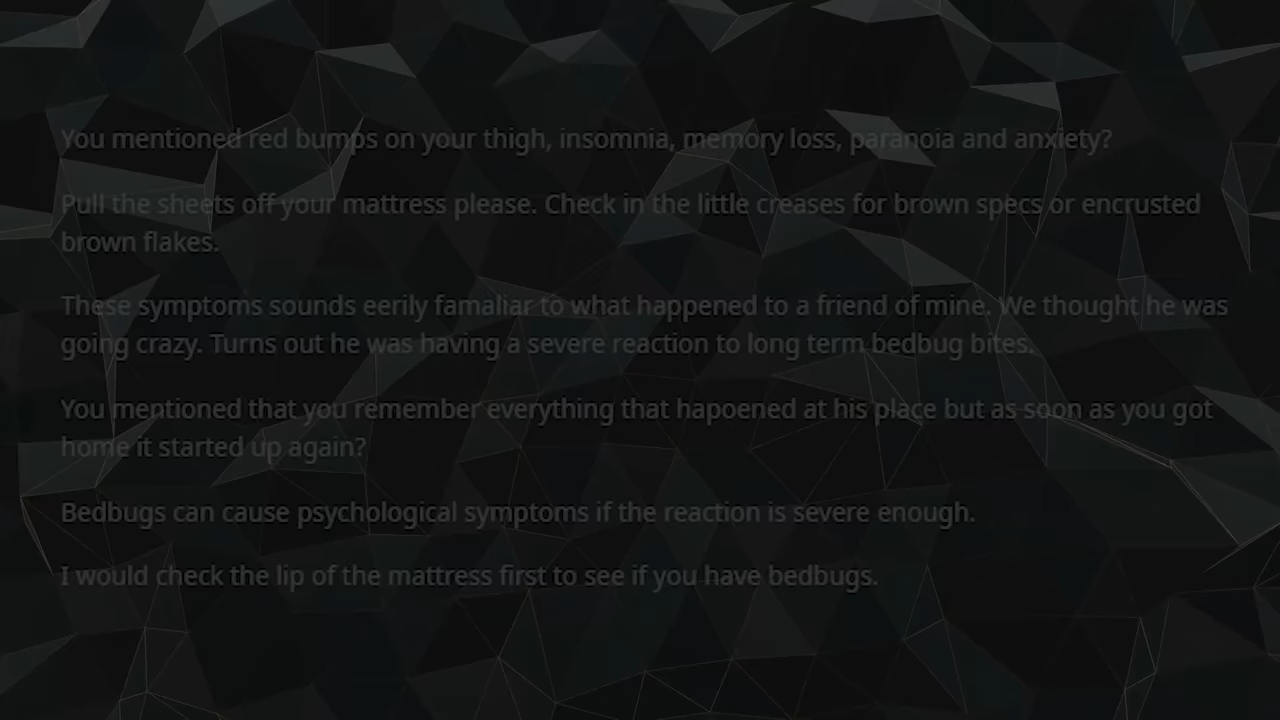 You mentioned red bumps on your thigh, insomnia, memory loss, paranoia and anxiety?
Pull the sheets off your mattress please. Check in the little creases for brown specs or encrusted
brown flakes.
These symptoms sounds eerily famaliar to what happened to a friend of mine. We thought he was
going crazy. Turns out he was having a severe reaction to long term bedbug bites.
You mentioned that you remember everything that hapoened at his place but as soon as you got
home it started up again?
Bedbugs can cause psychological symptoms if the reaction is severe enough.
I would check the lip of the mattress first to see if you have bedbugs.